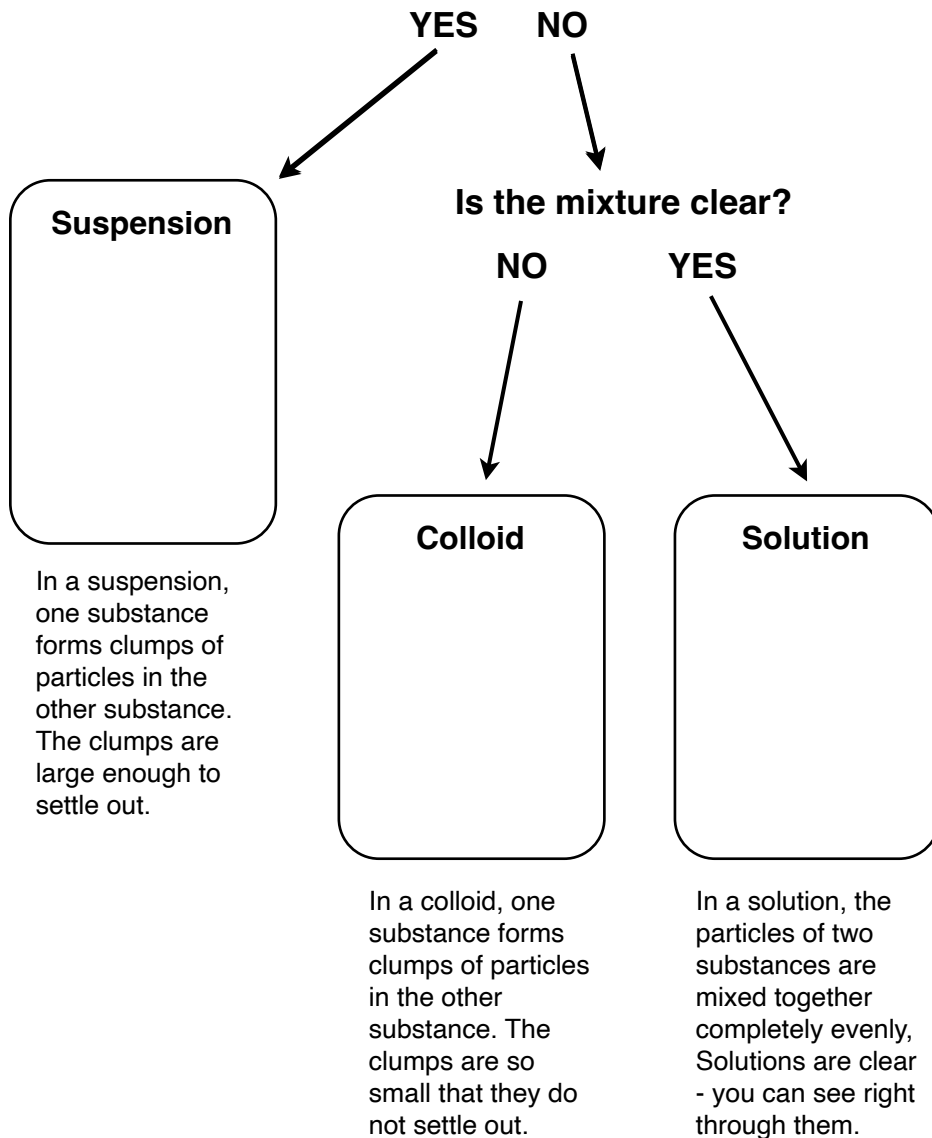 YES NO
Suspension
Is the mixture clear?
NO YES
Colloid
Solution
In a suspension,
one substance
forms clumps of
particles in the
other substance.
The clumps are
large enough to
settle out.
In a colloid, one
substance forms
clumps of particles
in the other
substance. The
clumps are so
small that they do
not settle out.
In a solution, the
particles of two
substances are
mixed together
completely evenly,
Solutions are clear
- you can see right
through them.